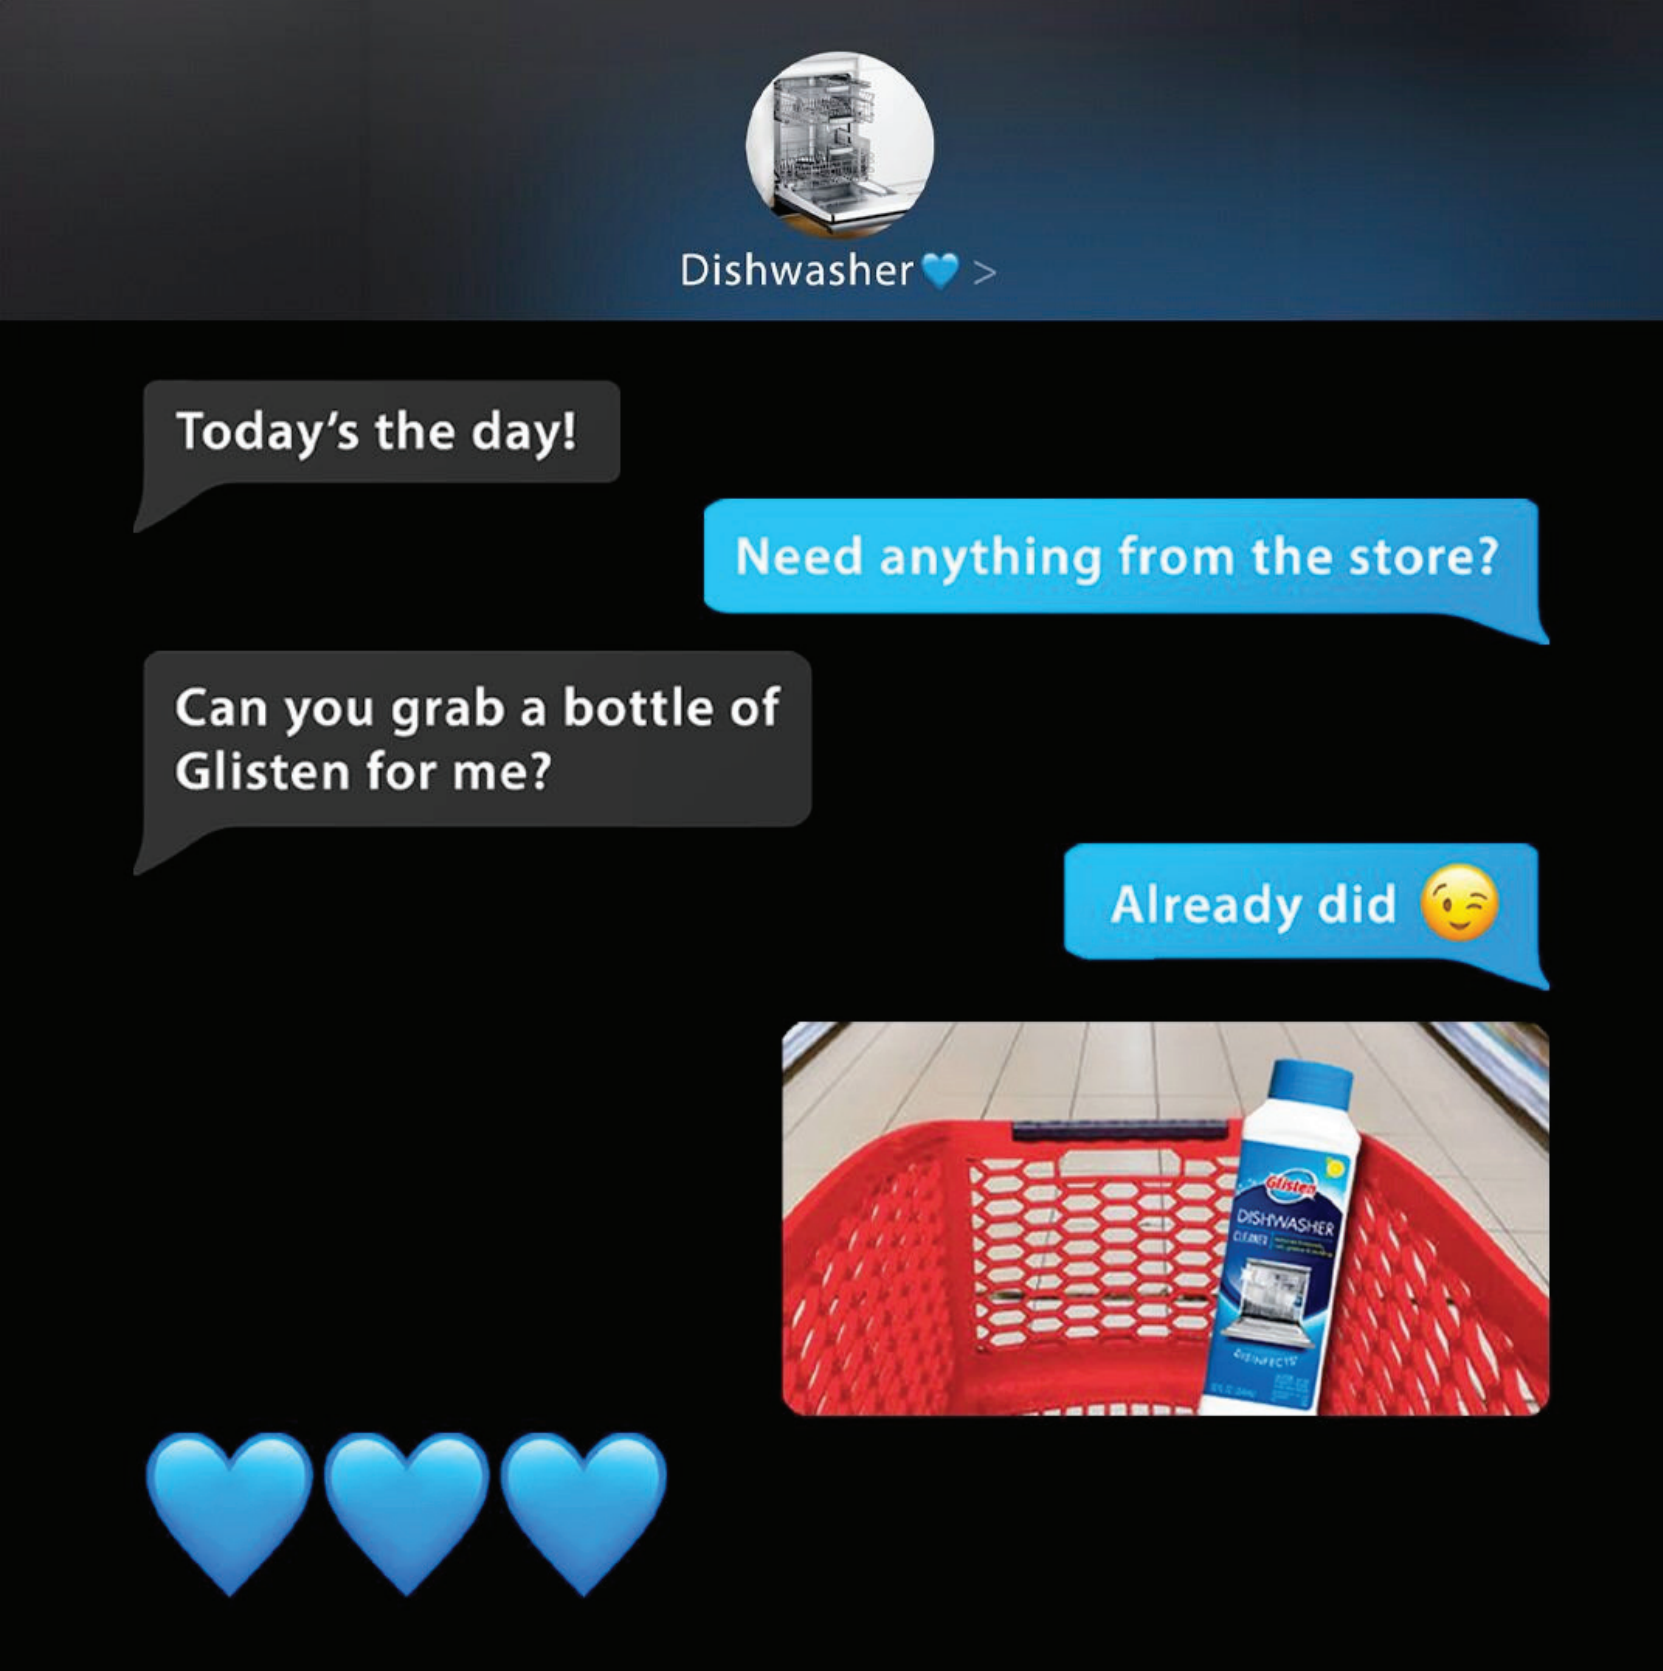 Dishwasher💙 >
Today's the day!
Need anything from the store?
Can you grab a bottle of
Glisten for me?
Already did 😉
Glisten
DISHWASHER
CLEANER
DISINFECTS
💙💙💙